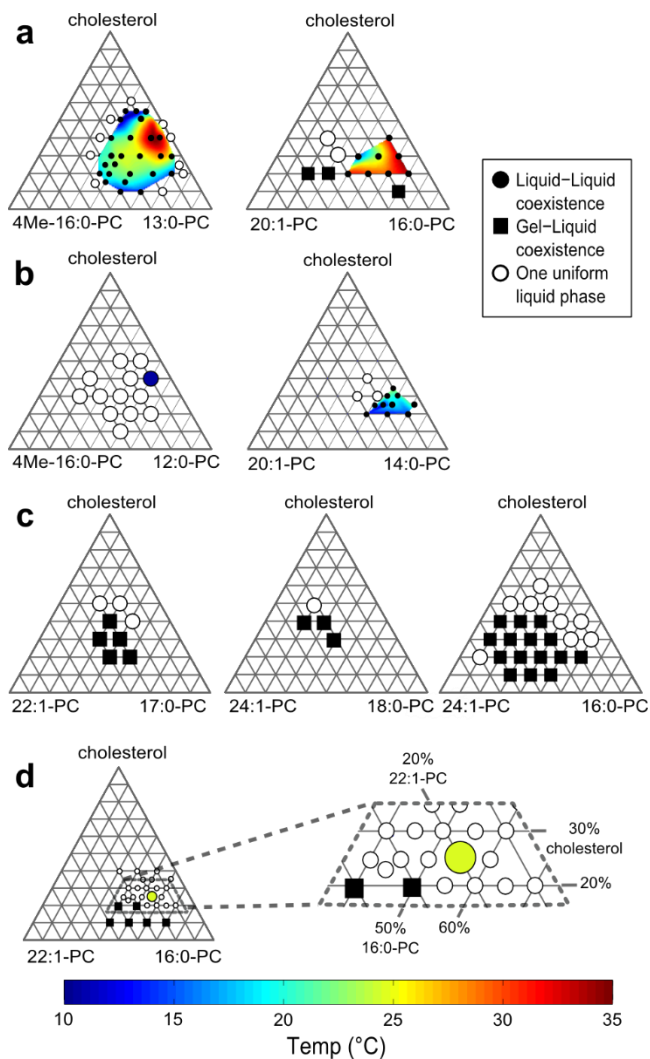 a
cholesterol
cholesterol
4Me-16:0-PC
13:0-PC
20:1-PC
16:0-PC
Liquid–Liquid
coexistence
Gel–Liquid
coexistence
One uniform
liquid phase
b
cholesterol
cholesterol
4Me-16:0-PC
12:0-PC
20:1-PC
14:0-PC
c
cholesterol
cholesterol
cholesterol
22:1-PC
17:0-PC
24:1-PC
18:0-PC
24:1-PC
16:0-PC
d
cholesterol
22:1-PC
16:0-PC
20%
22:1-PC
30%
cholesterol
20%
50%
16:0-PC
60%
10
15
20
25
30
35
Temp (°C)